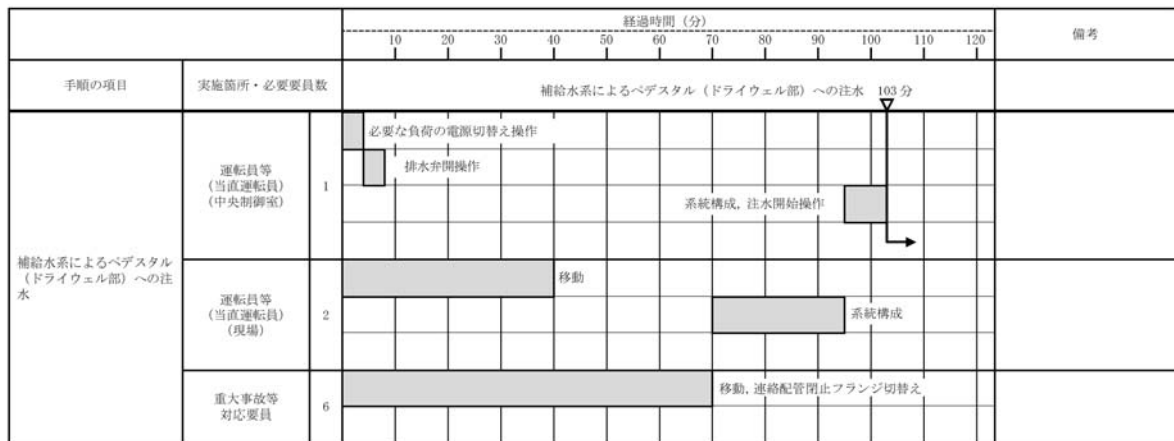 経過時間（分）
備考
10 20 30 40 50 60 70 80 90 100 110 120
手順の項目
実施箇所・必要要員数
補給水系によるペデスタル（ドライウェル部）への注水 103分
補給水系によるペデスタル
（ドライウェル部）への注
水
運転員等
（当直運転員）
（中央制御室）
1
必要な負荷の電源切替え操作
排水弁開操作
系統構成，注水開始操作
運転員等
（当直運転員）
（現場）
2
移動
系統構成
重大事故等
対応要員
6
移動，連絡配管閉止フランジ切替え